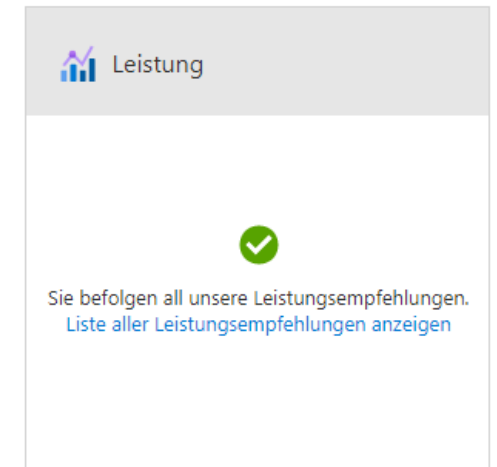 Leistung
Sie befolgen all unsere Leistungsempfehlungen.
Liste aller Leistungsempfehlungen anzeigen